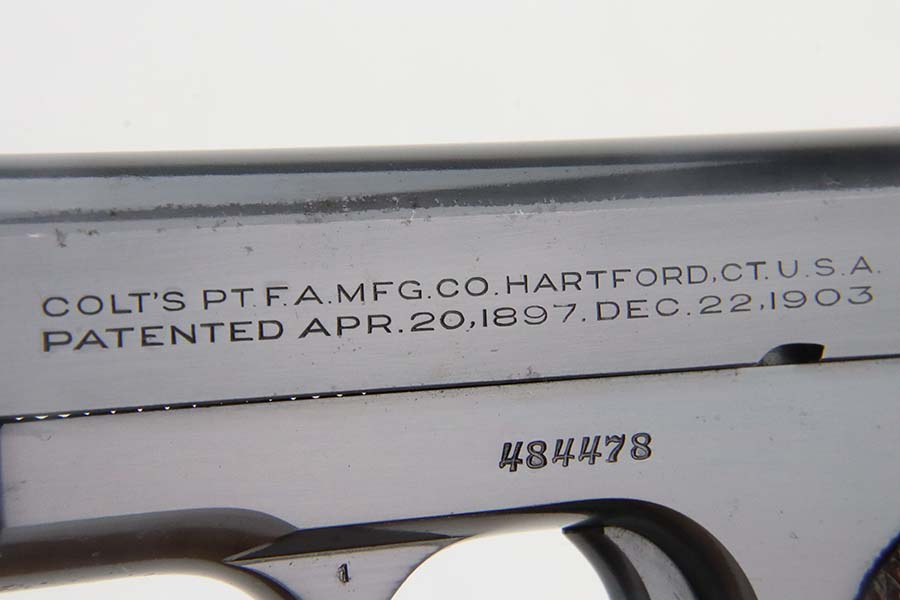 COLT'S PT.F.A.MFG.CO.HARTFORD,CT.U.S.A.
PATENTED APR.20,1897.DEC.22,1903
484478
1